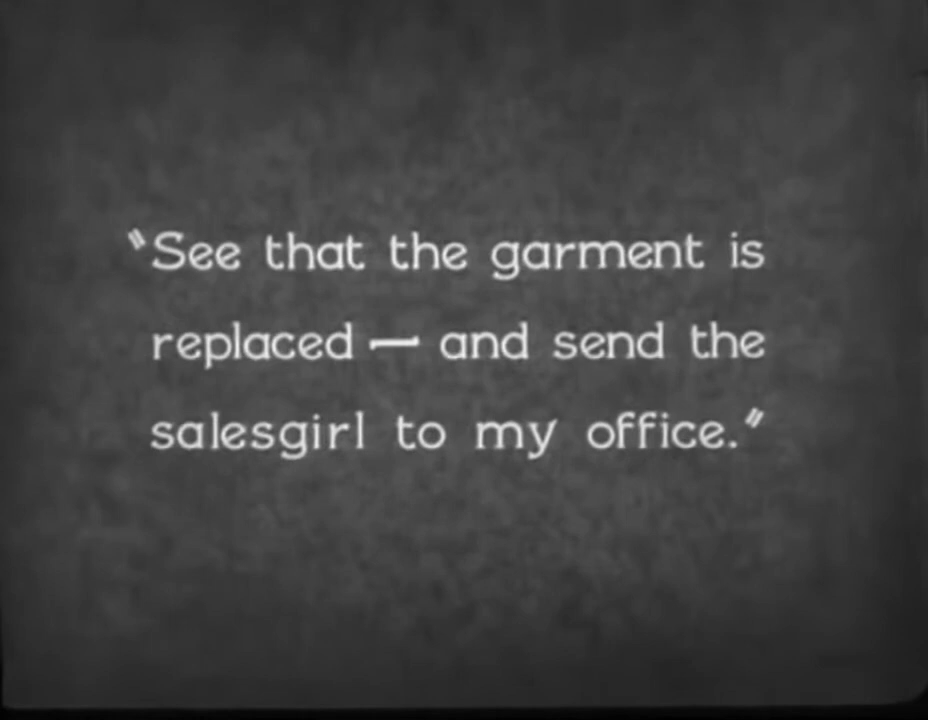 "See that the garment is
replaced — and send the
salesgirl to my office."